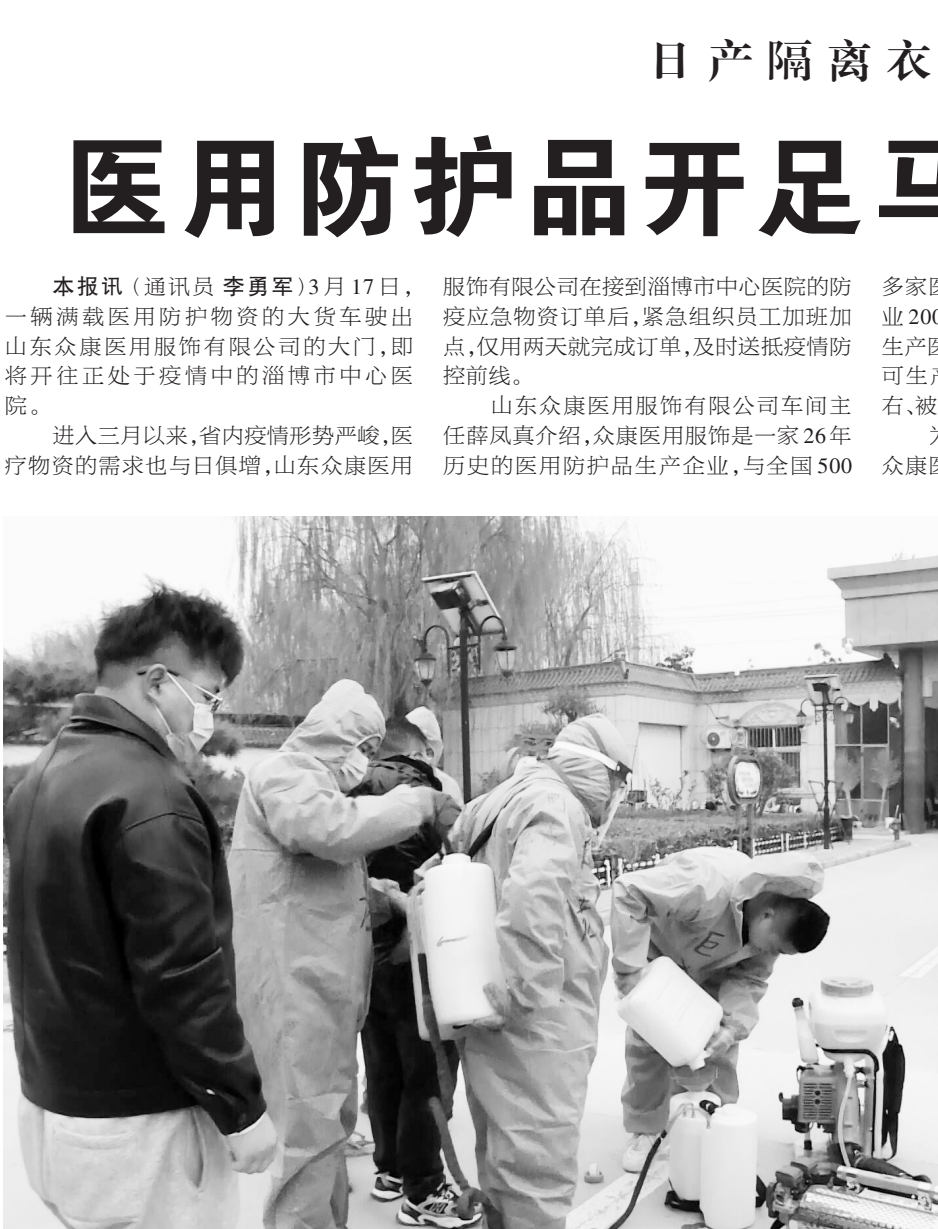 日产隔离衣
医用防护品开足马
本报讯（通讯员 李勇军）3月17日，
一辆满载医用防护物资的大货车驶出
山东众康医用服饰有限公司的大门，即
将开往正处于疫情中的淄博市中心医
院。
进入三月以来，省内疫情形势严峻，医
疗物资的需求也与日俱增，山东众康医用
服饰有限公司在接到淄博市中心医院的防
疫应急物资订单后，紧急组织员工加班加
点，仅用两天就完成订单，及时送抵疫情防
控前线。
山东众康医用服饰有限公司车间主
任薛凤真介绍，众康医用服饰是一家26年
历史的医用防护品生产企业，与全国500
多家医
业200
生产医
可生产
右、被
众康医